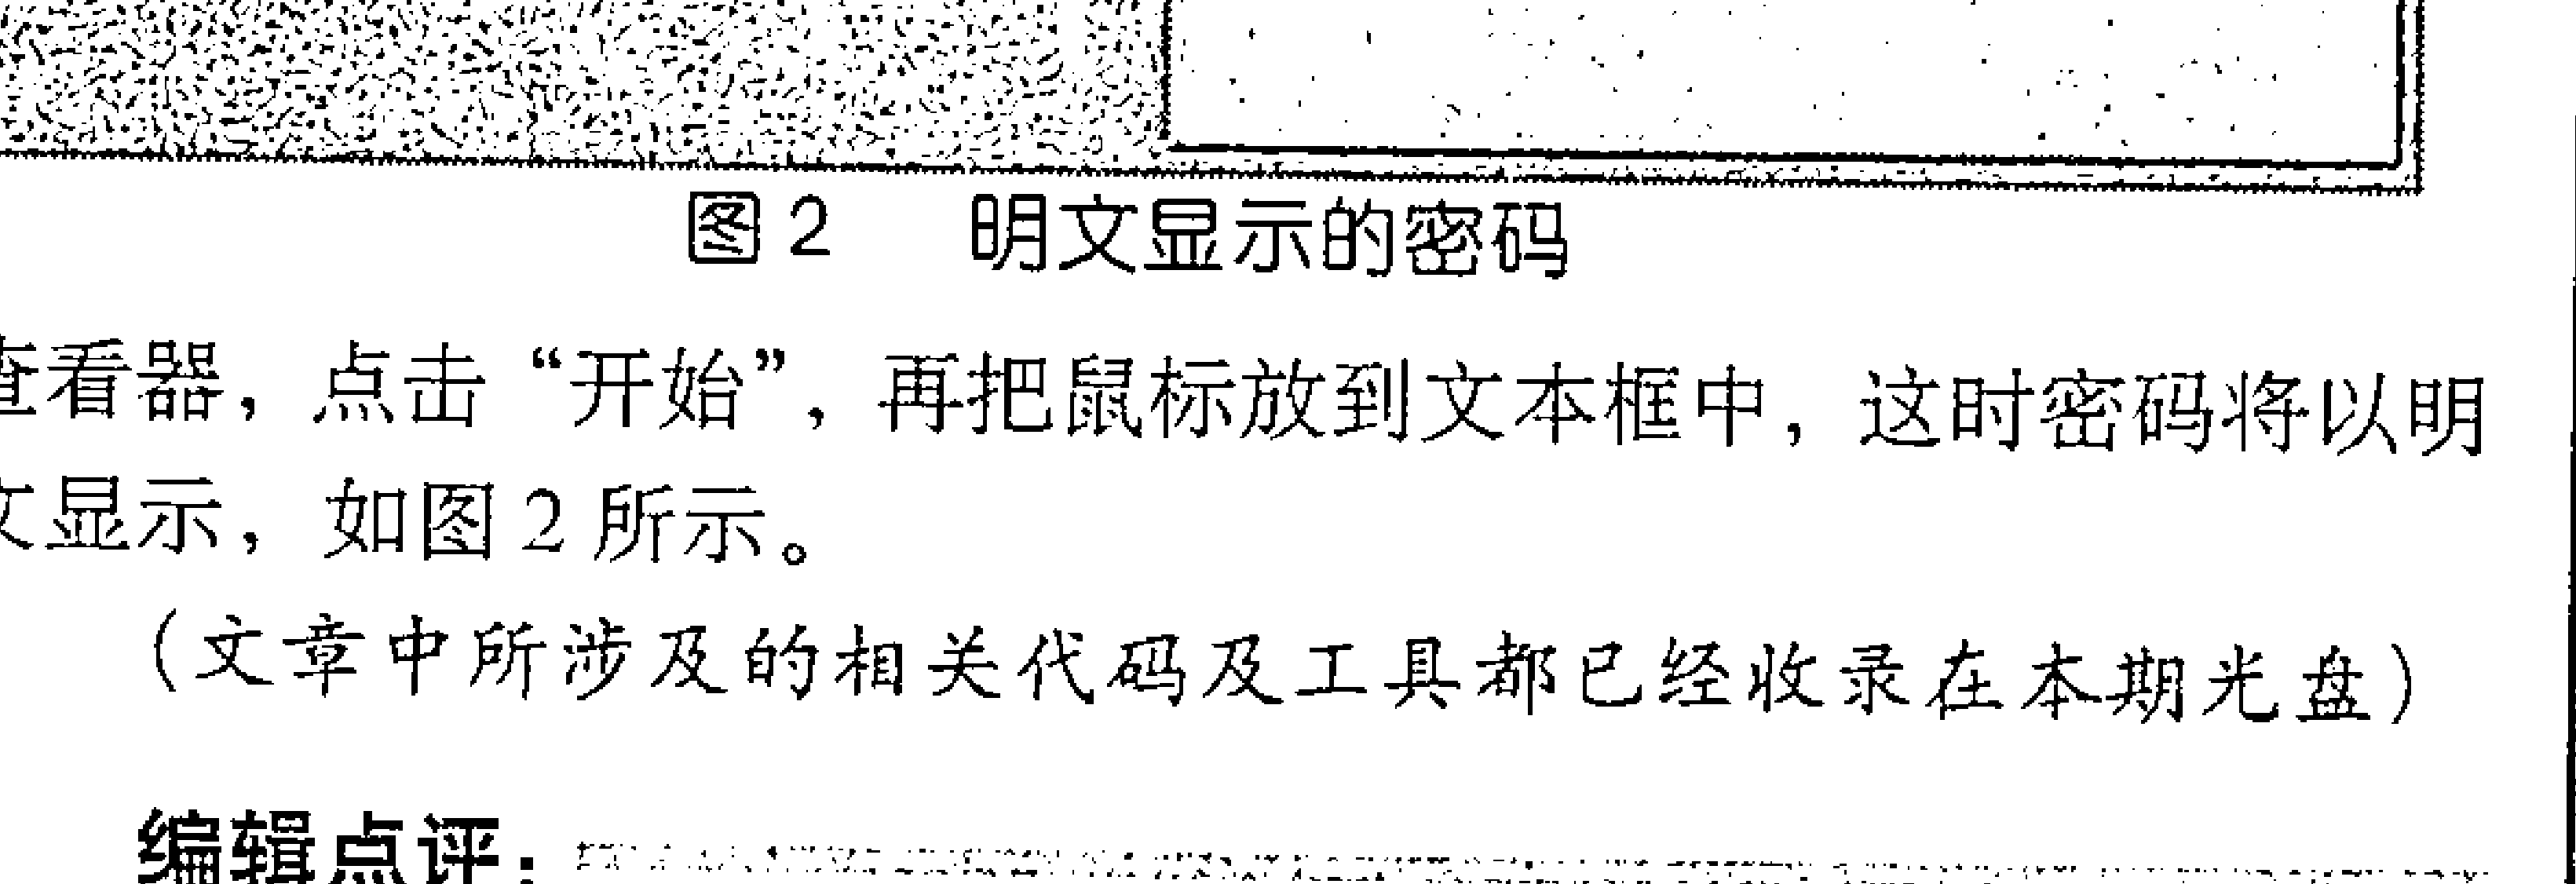 图2 明文显示的密码
查看器，点击“开始”，再把鼠标放到文本框中，这时密码将以明
文显示，如图2所示。
（文章中所涉及的相关代码及工具都已经收录在本期光盘）
编辑点评：